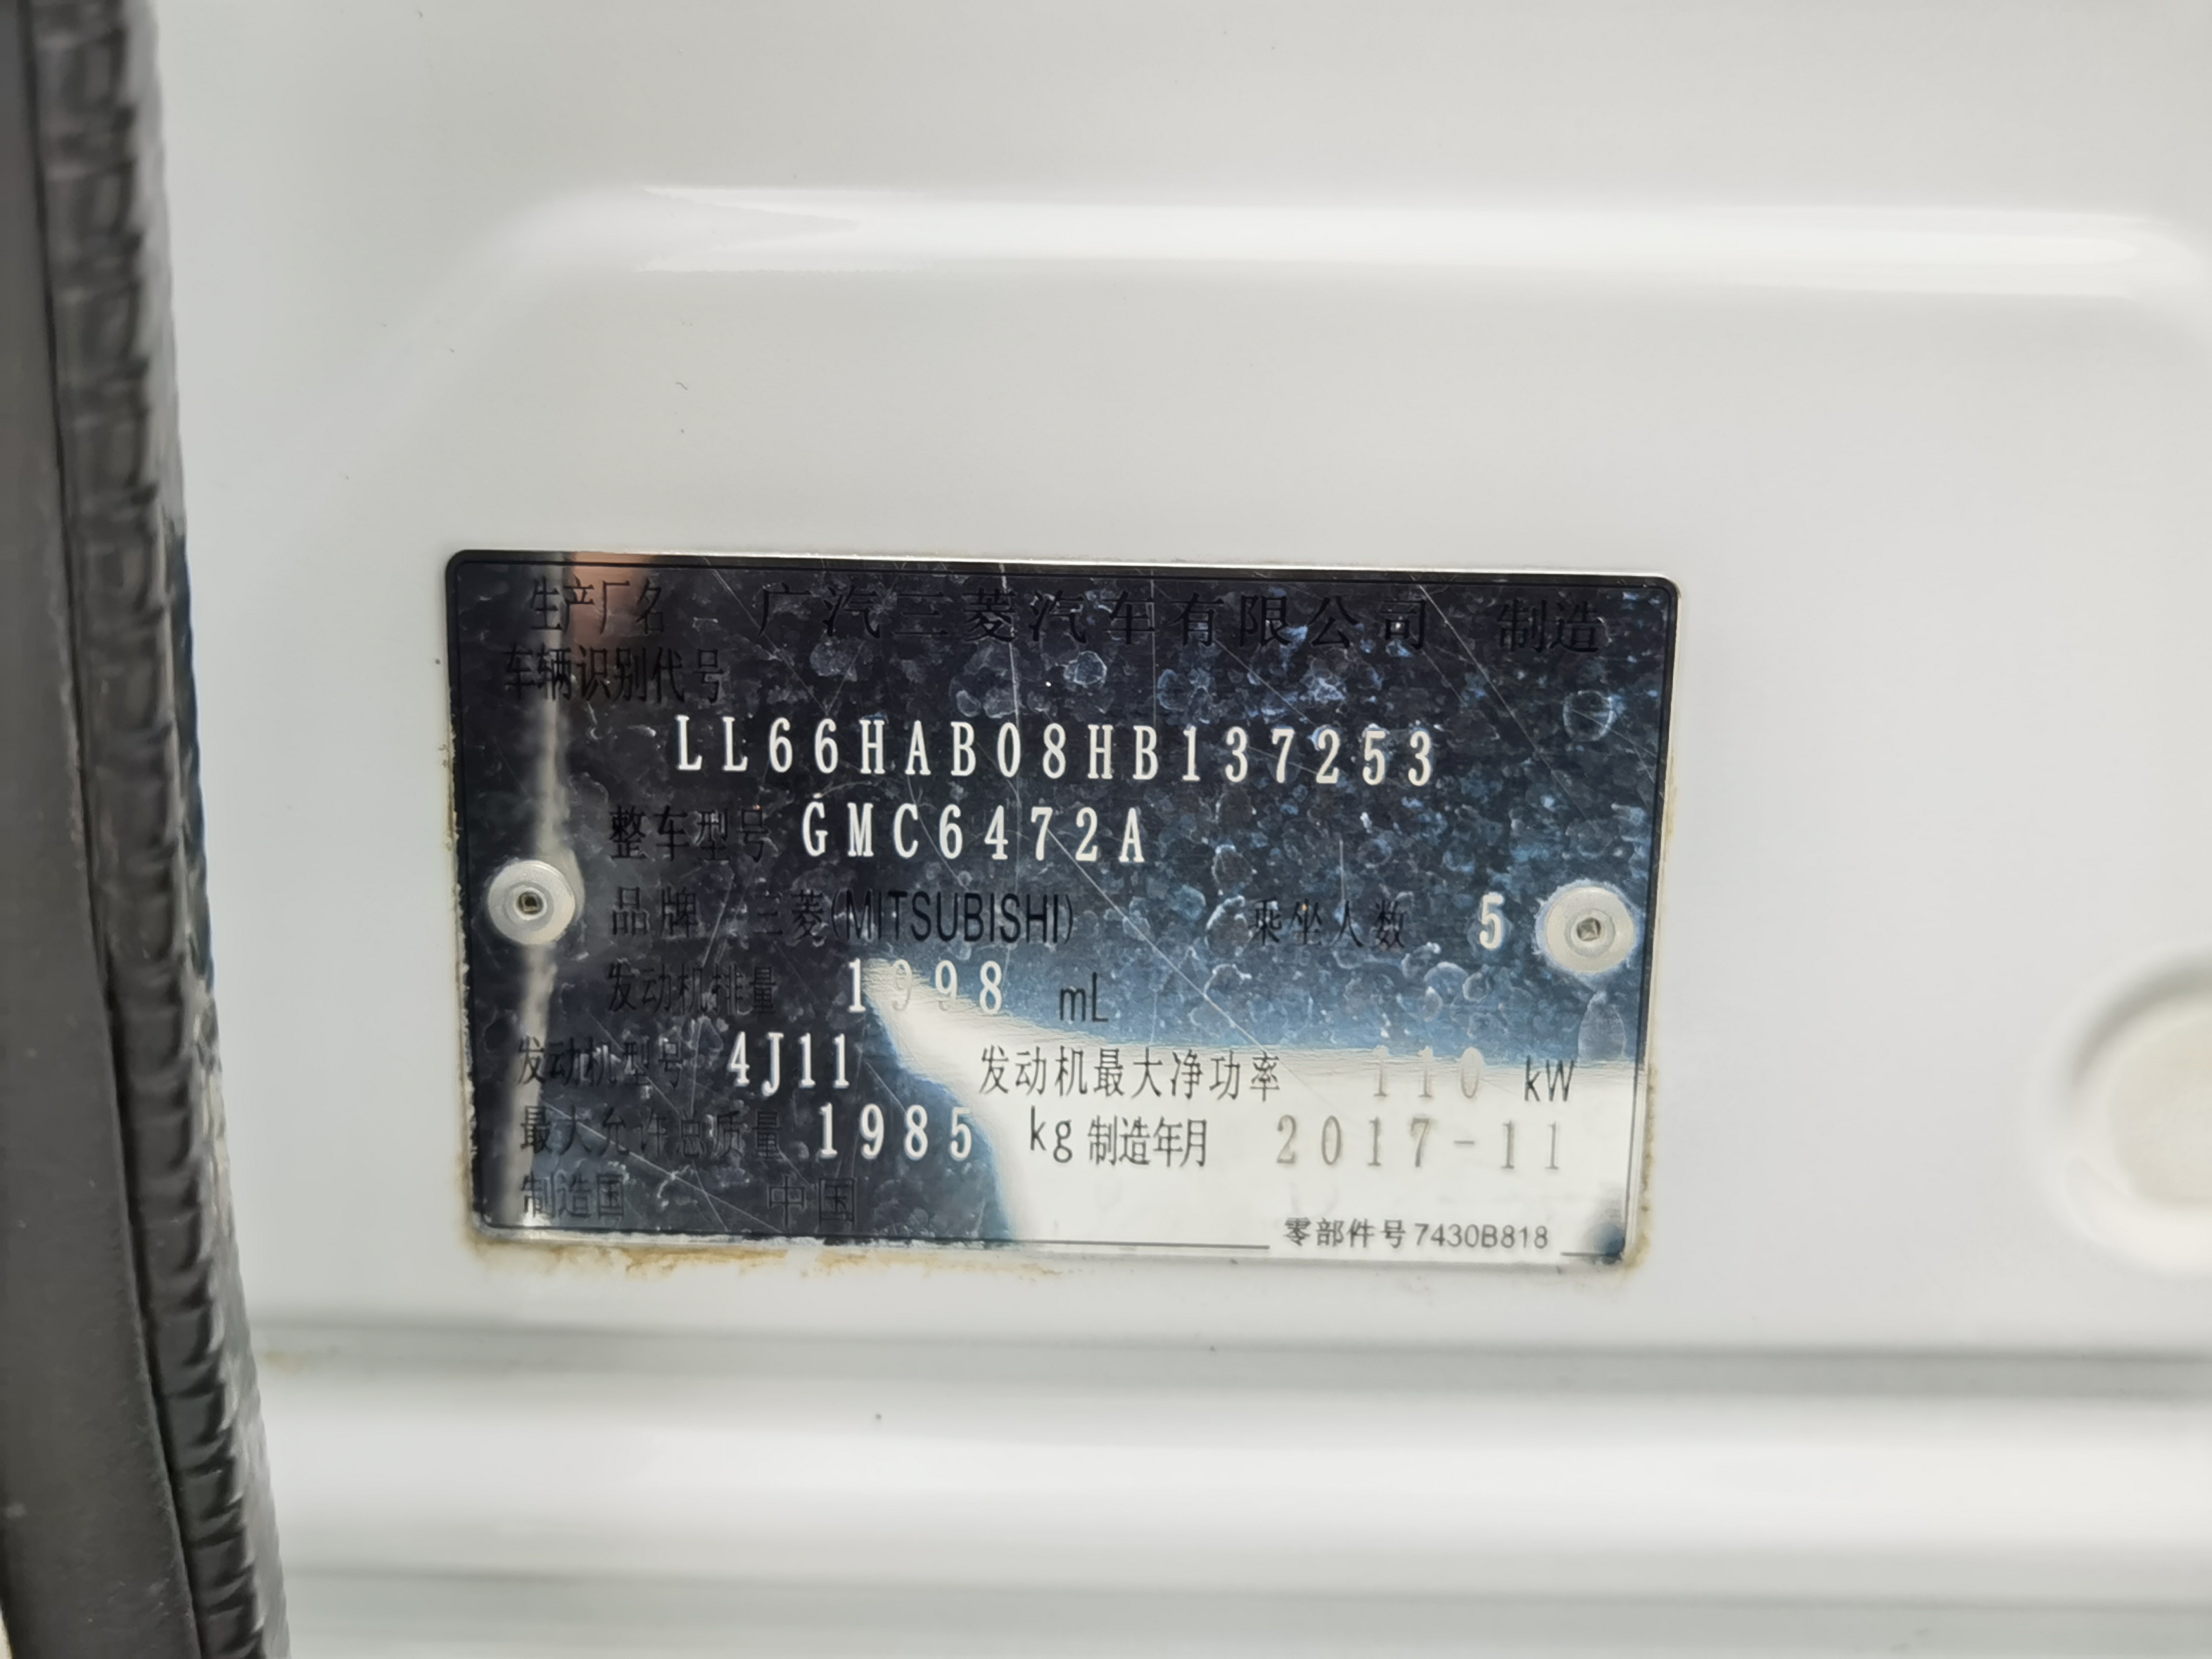 生产厂名 广汽三菱汽车有限公司 制造
车辆识别代号
LL66HAB08HB137253
整车型号 GMC6472A
品牌 三菱(MITSUBISHI) 乘坐人数 5
发动机排量 1998 mL
发动机型号 4J11 发动机最大净功率 110 kW
最大允许总质量 1985 kg 制造年月 2017-11
制造国 中国
零部件号 7430B818